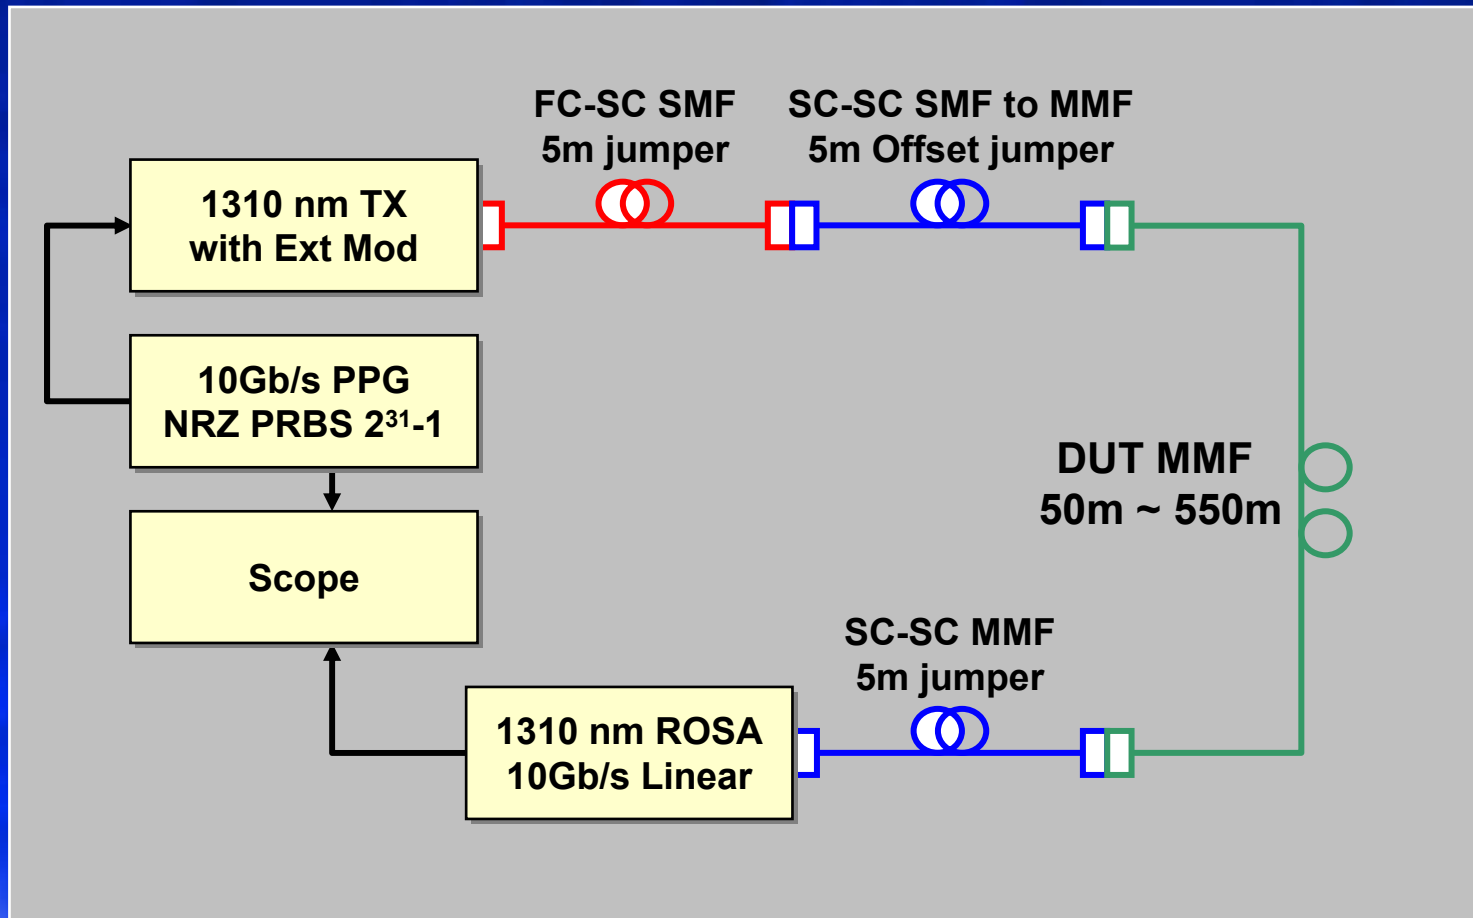 FC-SC SMF
5m jumper
SC-SC SMF to MMF
5m Offset jumper
1310 nm TX
with Ext Mod
10Gb/s PPG
NRZ PRBS 2³¹-1
Scope
DUT MMF
50m ~ 550m
SC-SC MMF
5m jumper
1310 nm ROSA
10Gb/s Linear